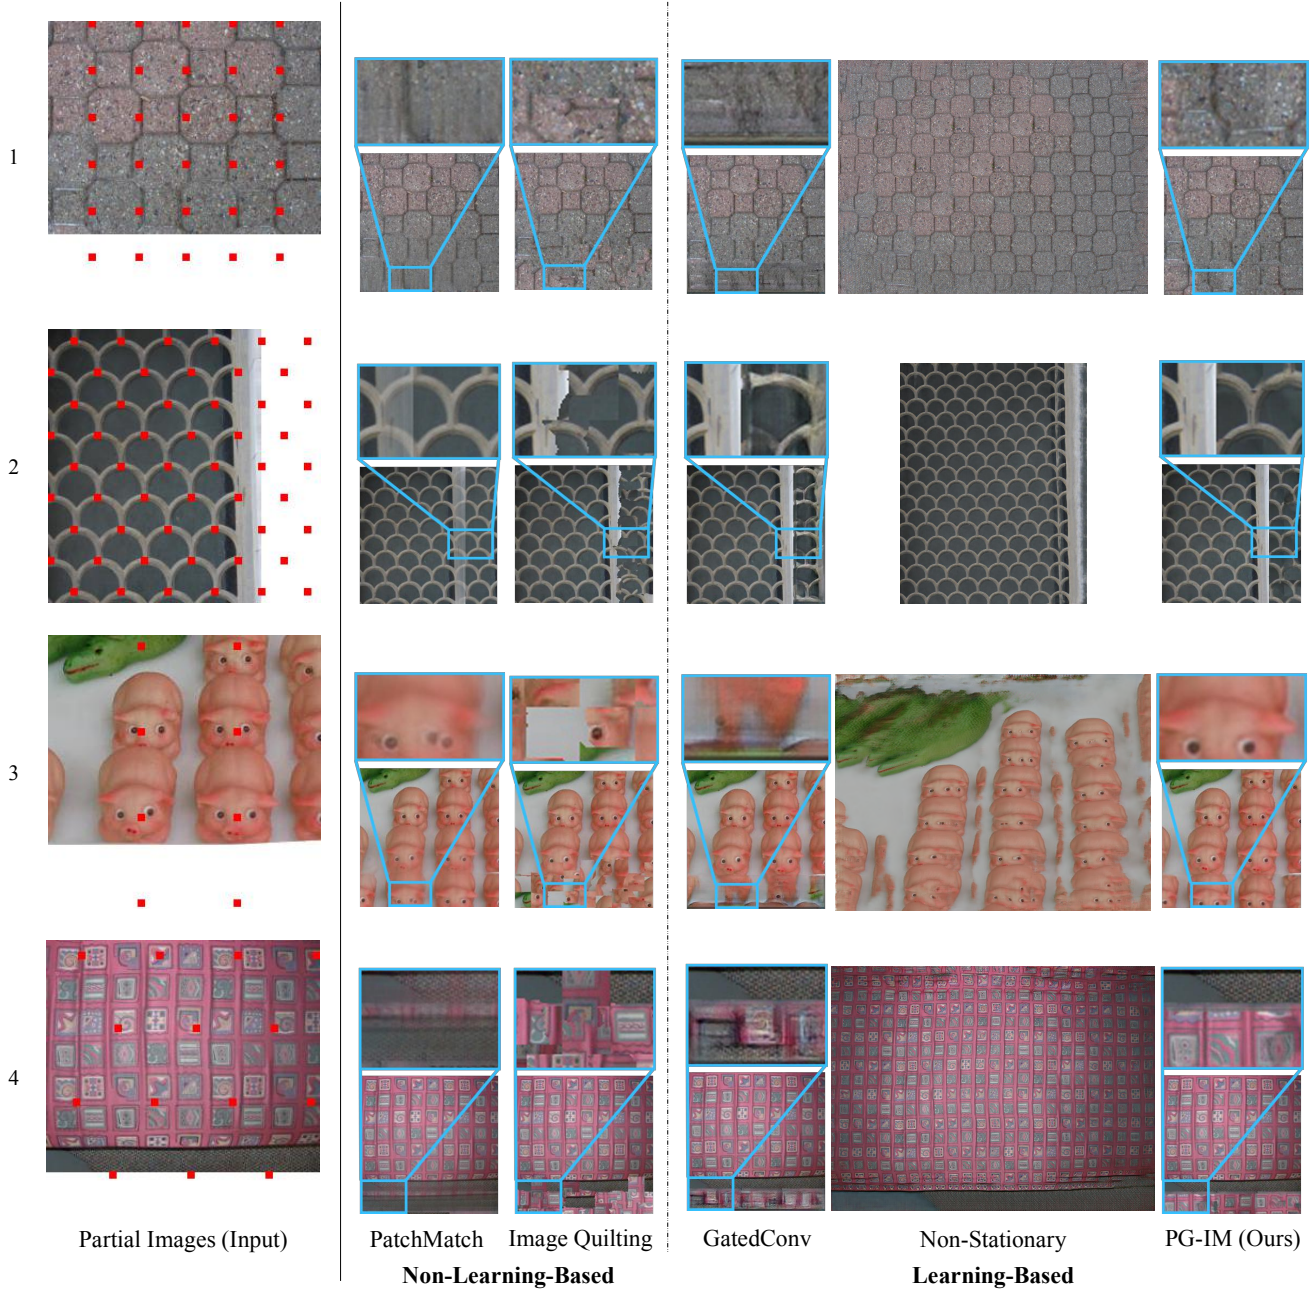 1
2
3
4
Partial Images (Input)
PatchMatch
Image Quilting
GatedConv
Non-Stationary
PG-IM (Ours)
Non-Learning-Based
Learning-Based